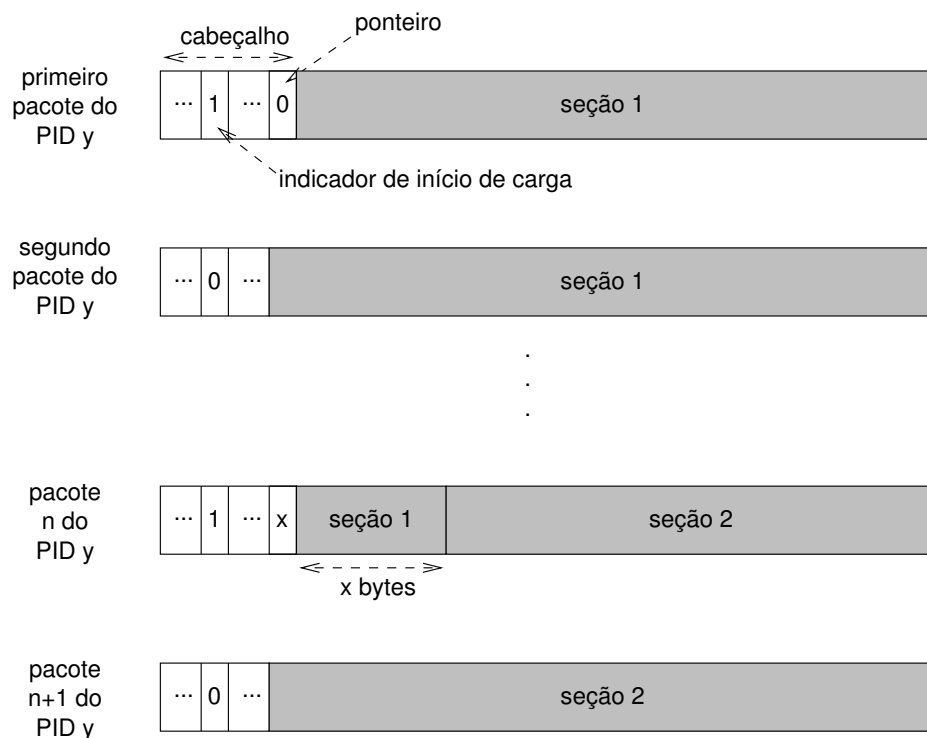 cabeçalho
ponteiro
primeiro
pacote do
PID y
... 1 ... 0 seção 1
indicador de início de carga
segundo
pacote do
PID y
... 0 ... seção 1
.
.
.
pacote
n do
PID y
... 1 ... x seção 1 seção 2
x bytes
pacote
n+1 do
PID y
... 0 ... seção 2